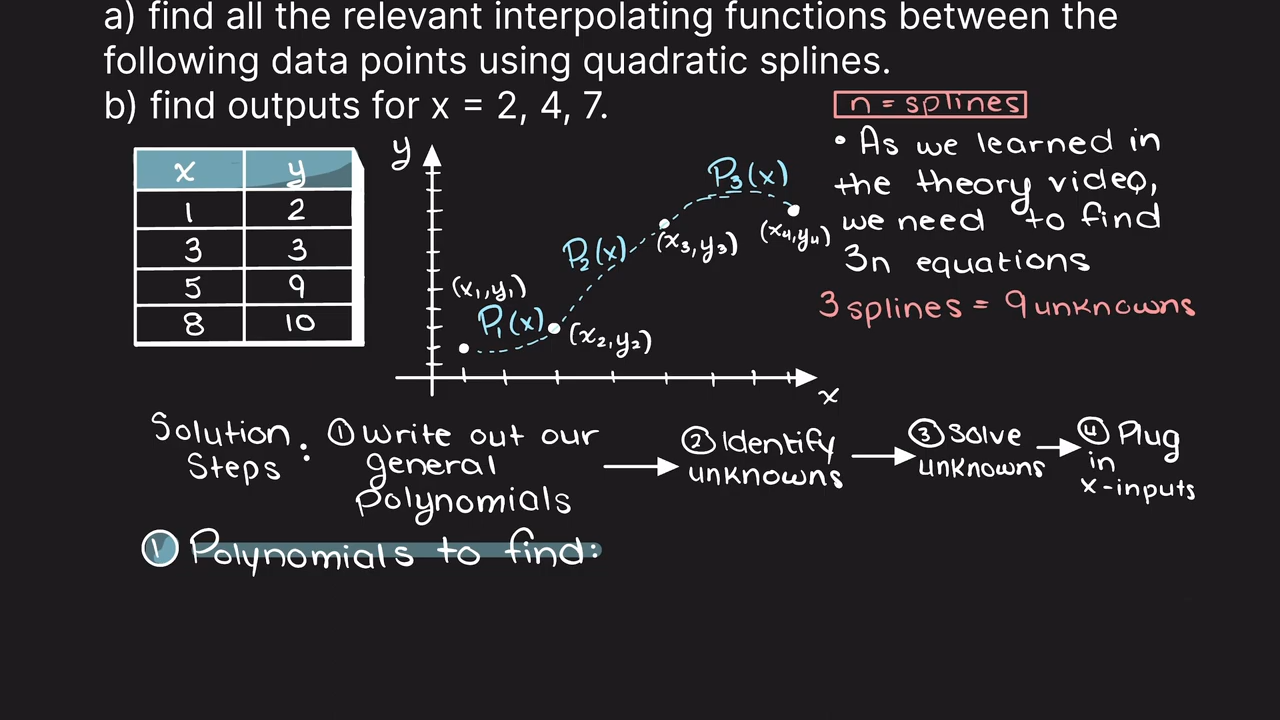 a) find all the relevant interpolating functions between the
following data points using quadratic splines.
b) find outputs for x = 2, 4, 7.
n = splines
• As we learned in
the theory video,
we need to find
3n equations
3 splines = 9 unknowns
x y
1 2
3 3
5 9
8 10
y
P₁(x)
P₂(x)
P₃(x)
(x₁,y₁)
(x₂,y₂)
(x₃,y₃)
(x₄,y₄)
x
Solution
Steps :
① Write out our
general
polynomials
② Identify
unknowns
③ Solve
unknowns
④ Plug
in
x-inputs
① Polynomials to find: